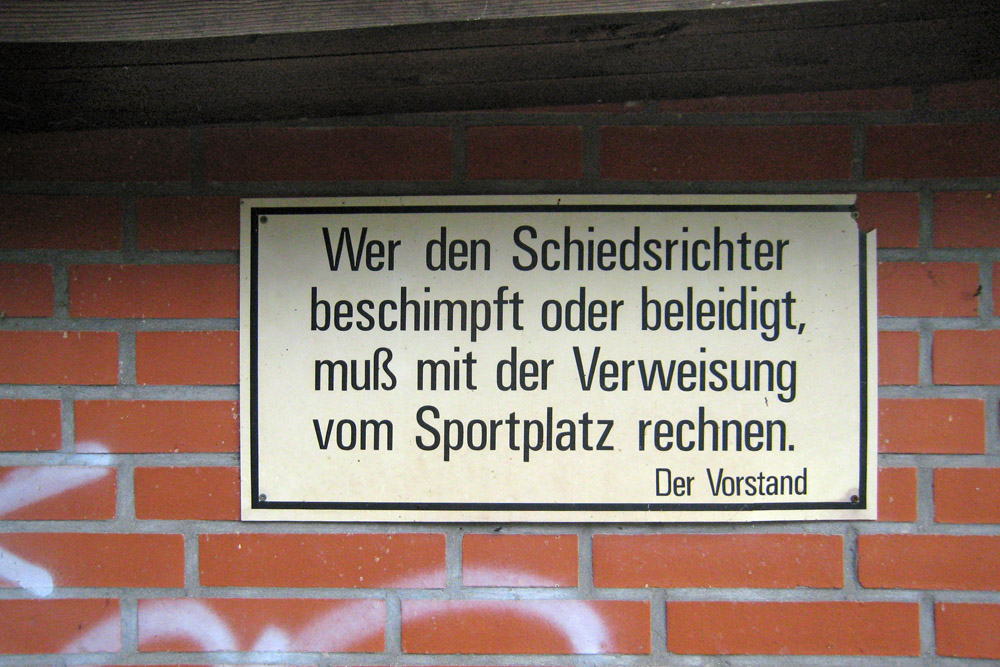 Wer den Schiedsrichter
beschimpft oder beleidigt,
muß mit der Verweisung
vom Sportplatz rechnen.
Der Vorstand